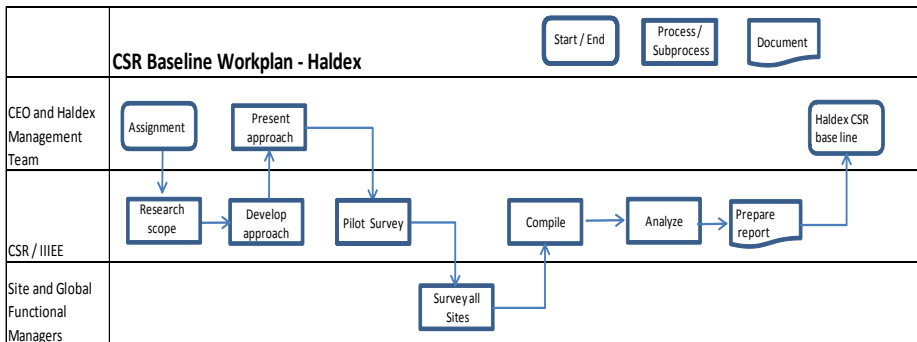 CSR Baseline Workplan - Haldex
Start / End
Process /
Subprocess
Document
CEO and Haldex
Management
Team
Assignment
Present
approach
Haldex CSR
base line
CSR / IIIEE
Research
scope
Develop
approach
Pilot Survey
Compile
Analyze
Prepare
report
Site and Global
Functional
Managers
Survey all
Sites